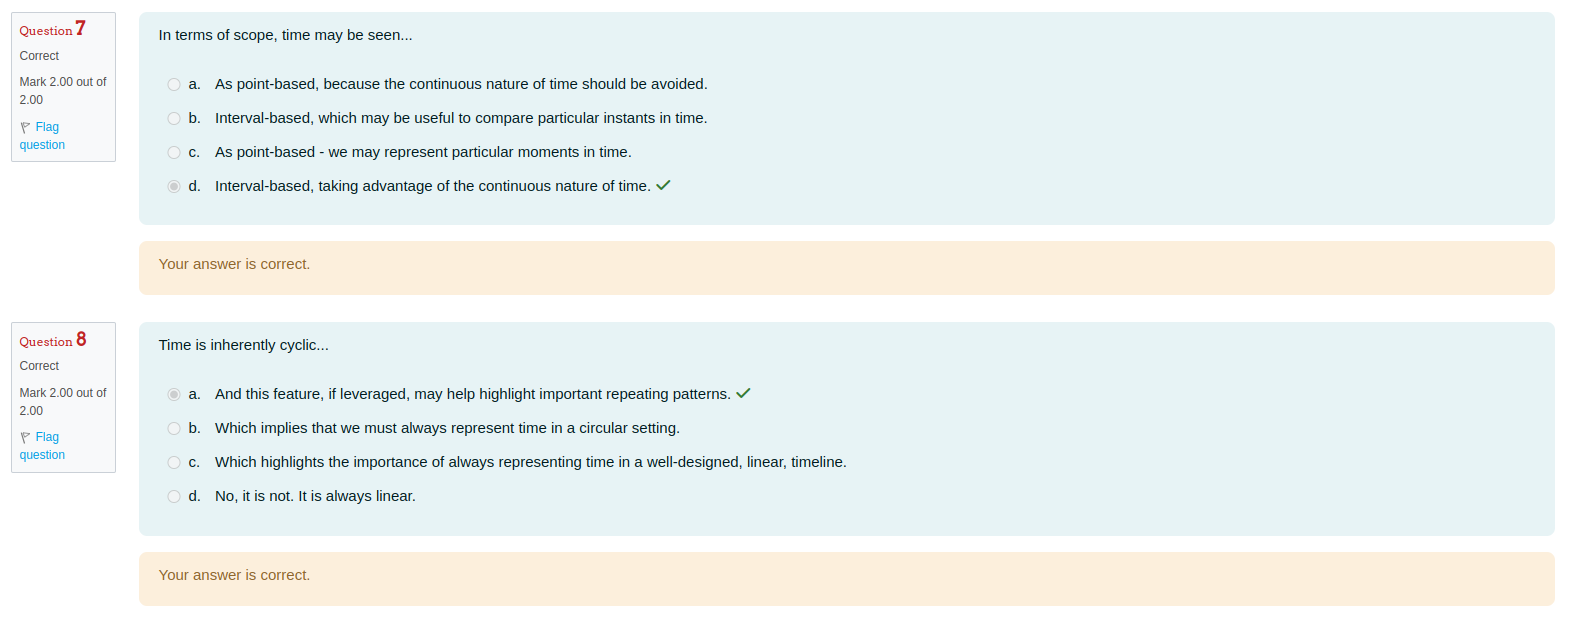 Question 7
Correct
Mark 2.00 out of
2.00
Flag
question
In terms of scope, time may be seen...
a. As point-based, because the continuous nature of time should be avoided.
b. Interval-based, which may be useful to compare particular instants in time.
c. As point-based - we may represent particular moments in time.
d. Interval-based, taking advantage of the continuous nature of time.
Your answer is correct.
Question 8
Correct
Mark 2.00 out of
2.00
Flag
question
Time is inherently cyclic...
a. And this feature, if leveraged, may help highlight important repeating patterns.
b. Which implies that we must always represent time in a circular setting.
c. Which highlights the importance of always representing time in a well-designed, linear, timeline.
d. No, it is not. It is always linear.
Your answer is correct.